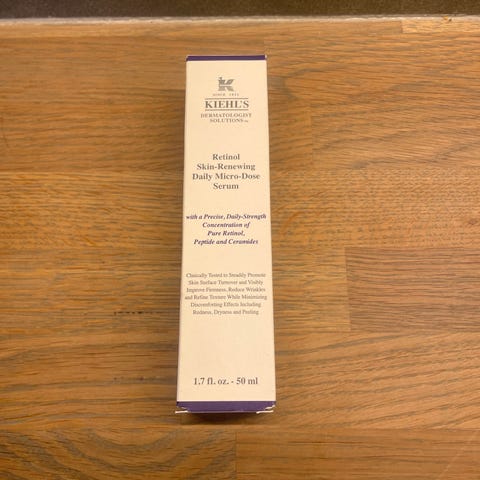 K
SINCE 1851
KIEHL'S
DERMATOLOGIST
SOLUTIONS™
Retinol
Skin-Renewing
Daily Micro-Dose
Serum
with a Precise, Daily-Strength
Concentration of
Pure Retinol,
Peptide and Ceramides
Clinically Tested to Steadily Promote
Skin Surface Turnover and Visibly
Improve Firmness, Reduce Wrinkles
and Refine Texture While Minimizing
Discomforting Effects Including
Redness, Dryness and Peeling
1.7 fl. oz. - 50 ml